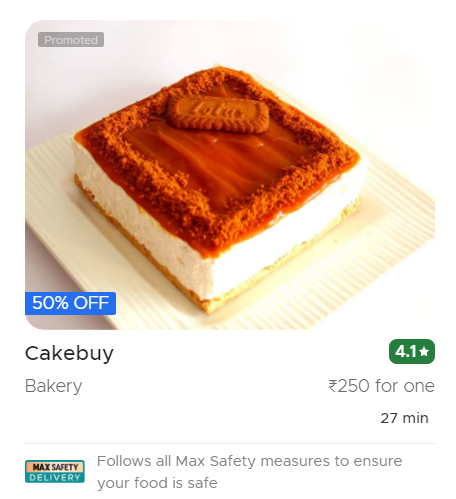 Promoted
Lotus
50% OFF
Cakebuy
4.1★
Bakery
₹250 for one
27 min
MAX SAFETY
DELIVERY
Follows all Max Safety measures to ensure
your food is safe